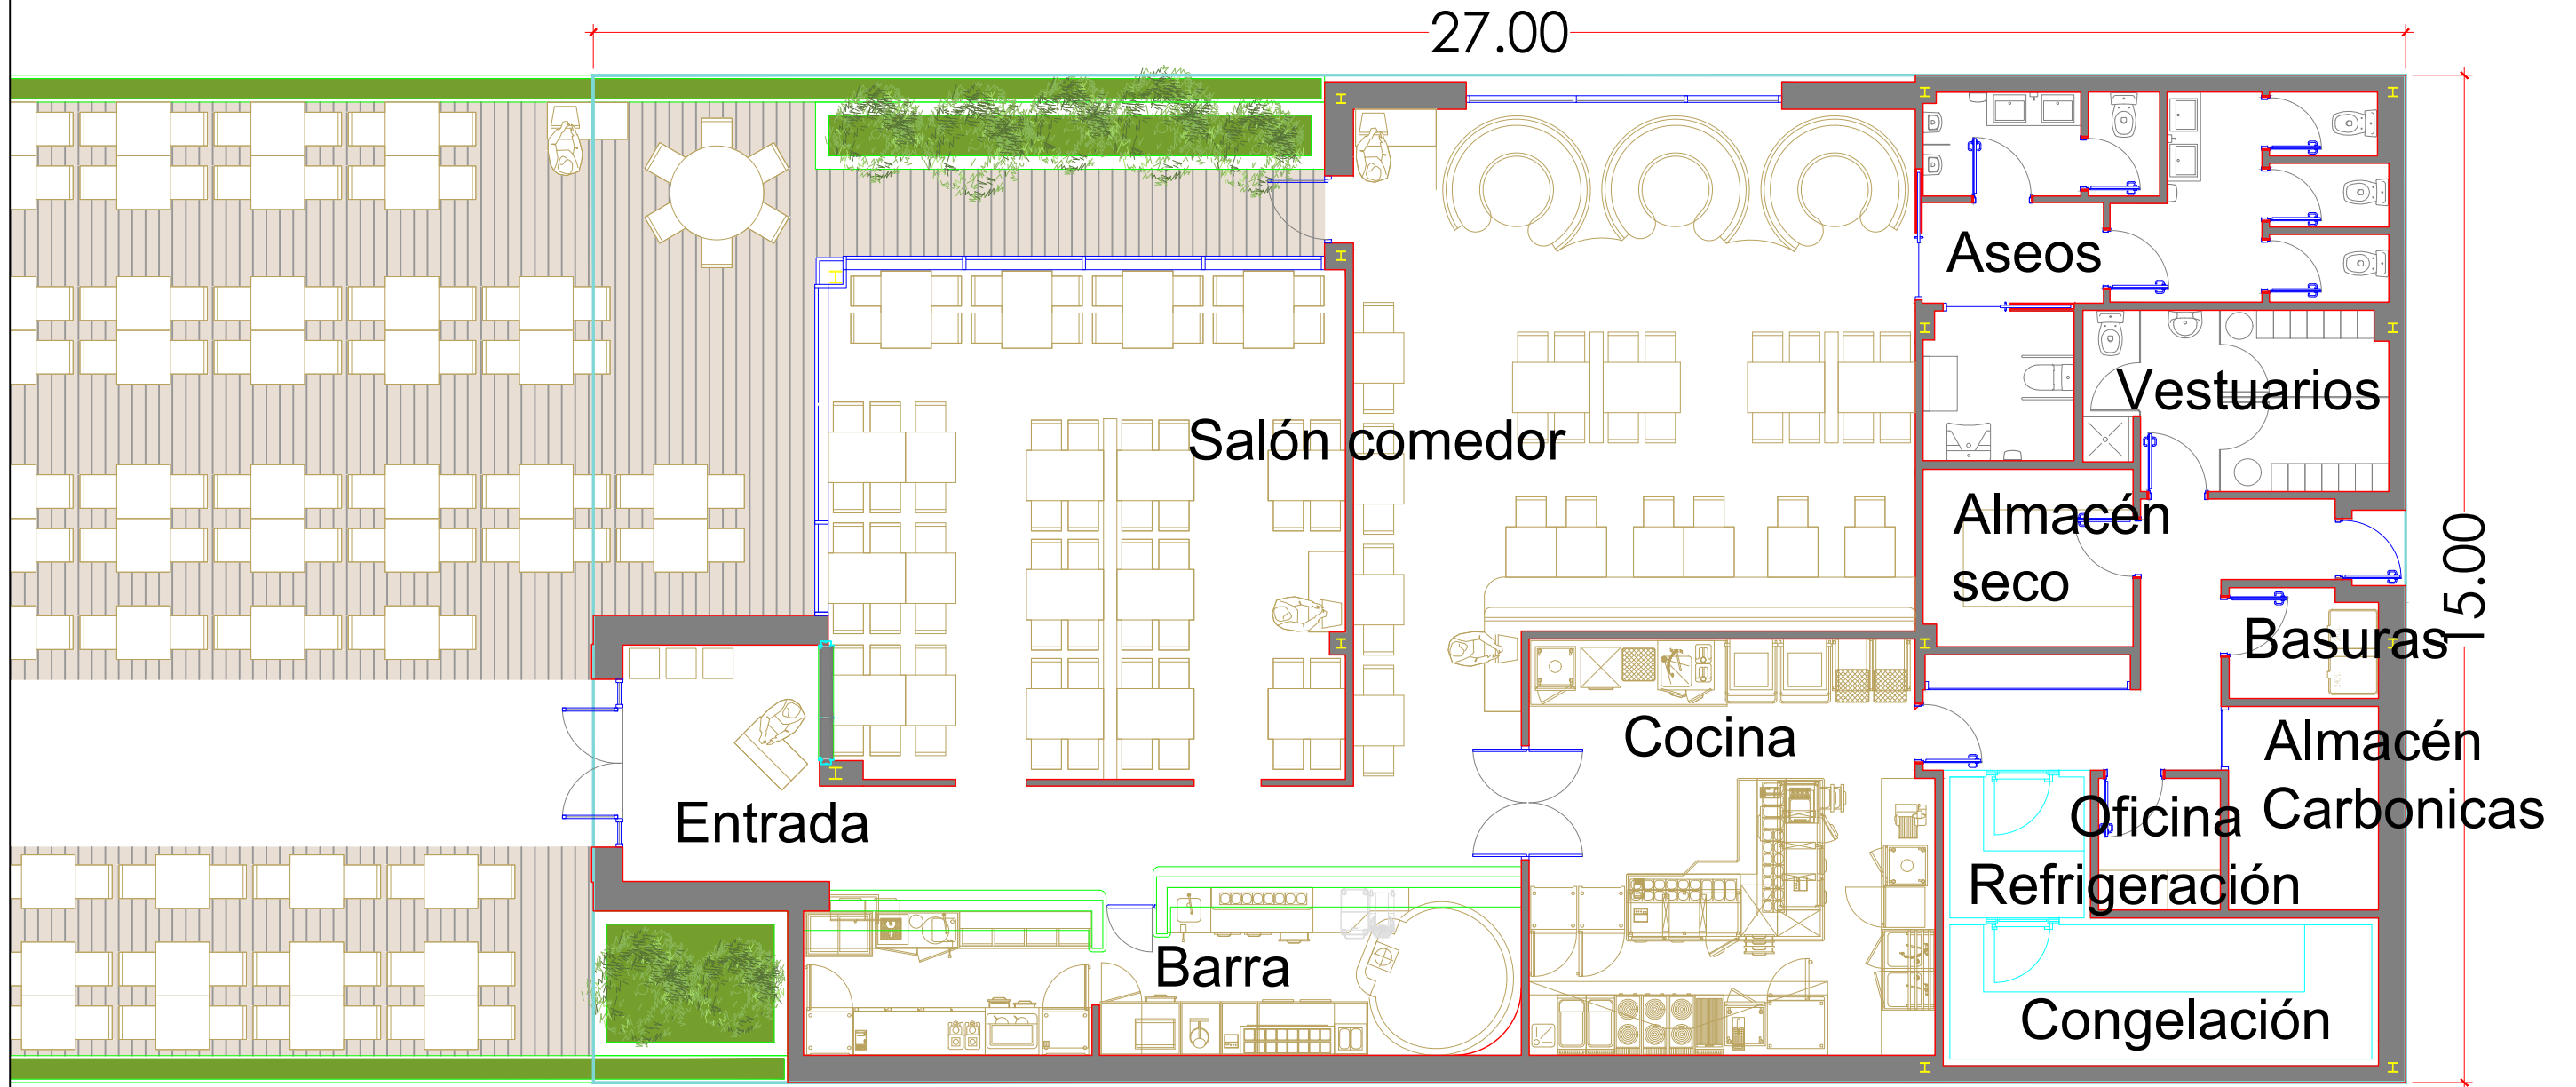 27.00
Aseos
Vestuarios
Salón comedor
Almacén
seco
15.00
Basuras
Cocina
Almacén
Carbonicas
Entrada
Oficina
Refrigeración
Barra
Congelación